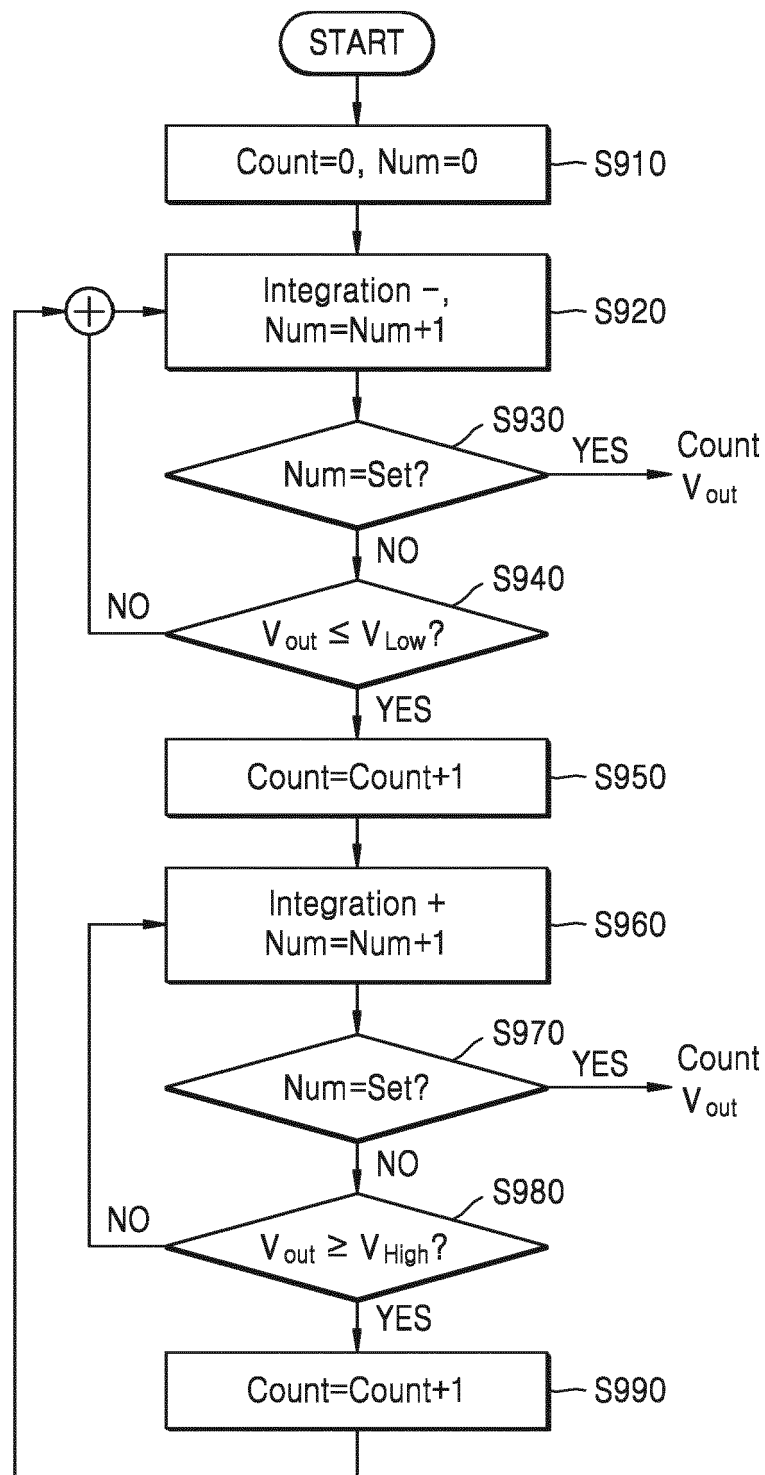 START
Count=0, Num=0
S910
Integration −,
Num=Num+1
S920
S930
Num=Set?
YES
Count
Vout
NO
S940
Vout ≤ VLow?
NO
YES
Count=Count+1
S950
Integration +
Num=Num+1
S960
S970
Num=Set?
YES
Count
Vout
NO
S980
Vout ≥ VHigh?
NO
YES
Count=Count+1
S990